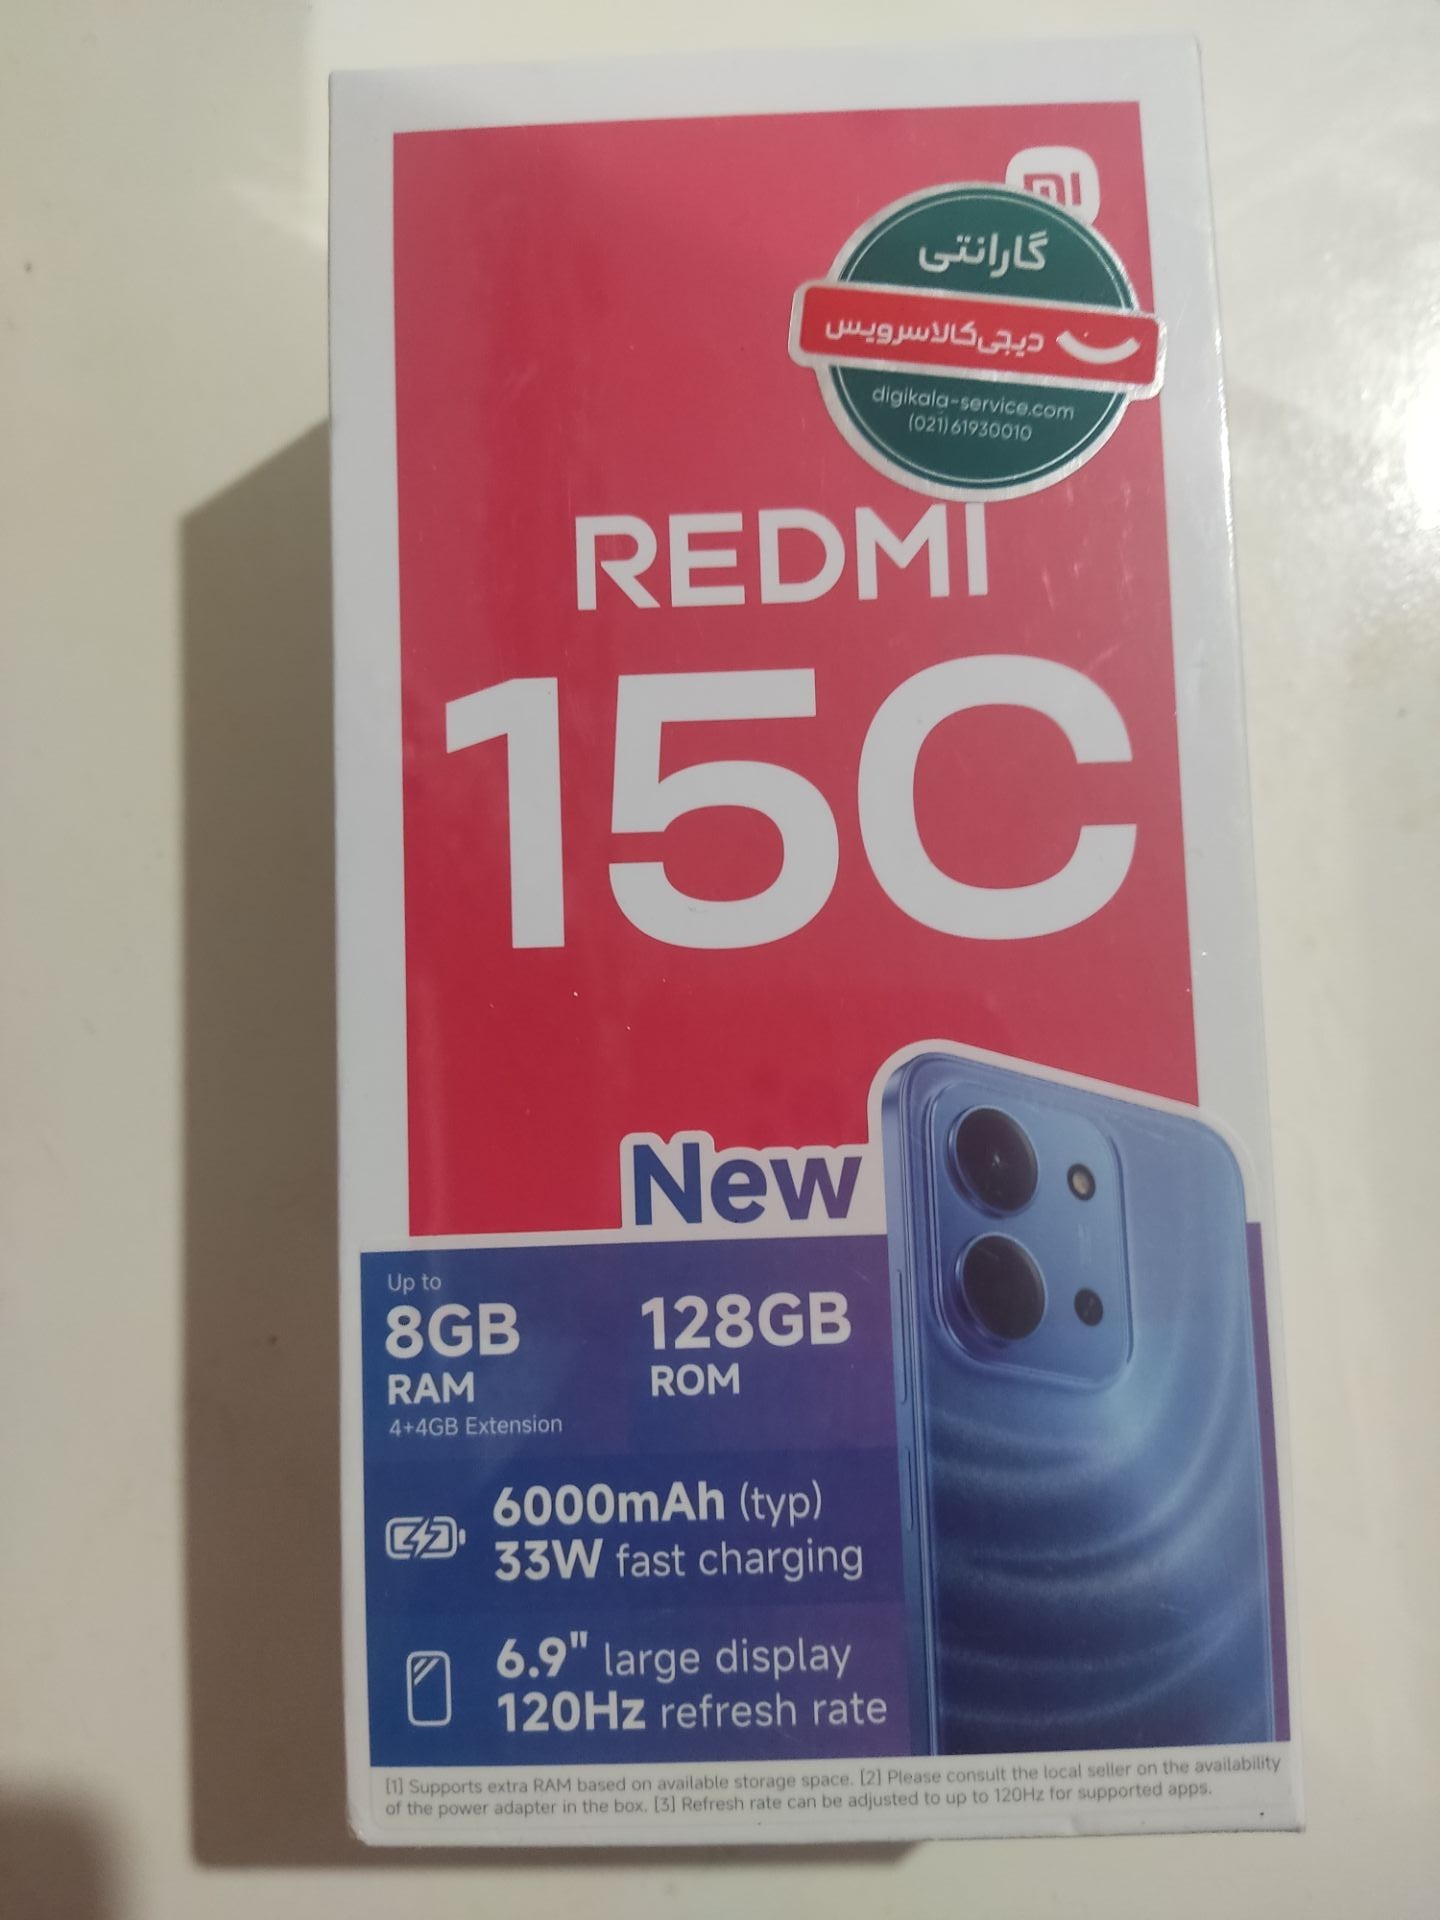 گارانتی
دیجی‌کالاسرویس
digikala-service.com
(021)61930010
REDMI
15C
New
Up to
8GB
RAM
4+4GB Extension
128GB
ROM
6000mAh (typ)
33W fast charging
6.9" large display
120Hz refresh rate
[1] Supports extra RAM based on available storage space. [2] Please consult the local seller on the availability
of the power adapter in the box. [3] Refresh rate can be adjusted to up to 120Hz for supported apps.